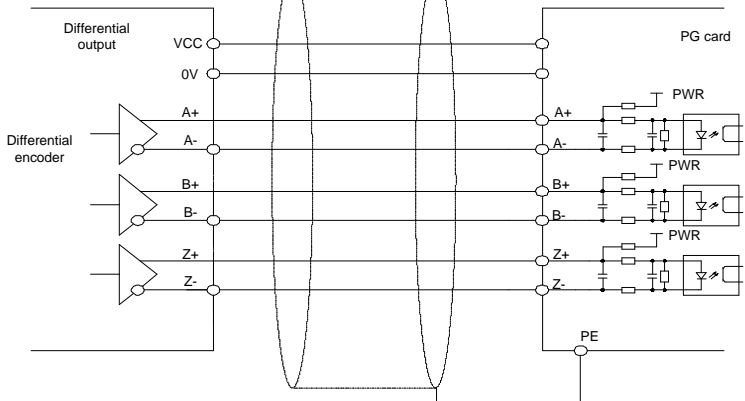 Differential
output
VCC
0V
A+
A-
Differential
encoder
B+
B-
Z+
Z-
PG card
PWR
A+
A-
PWR
B+
B-
PWR
Z+
Z-
PE